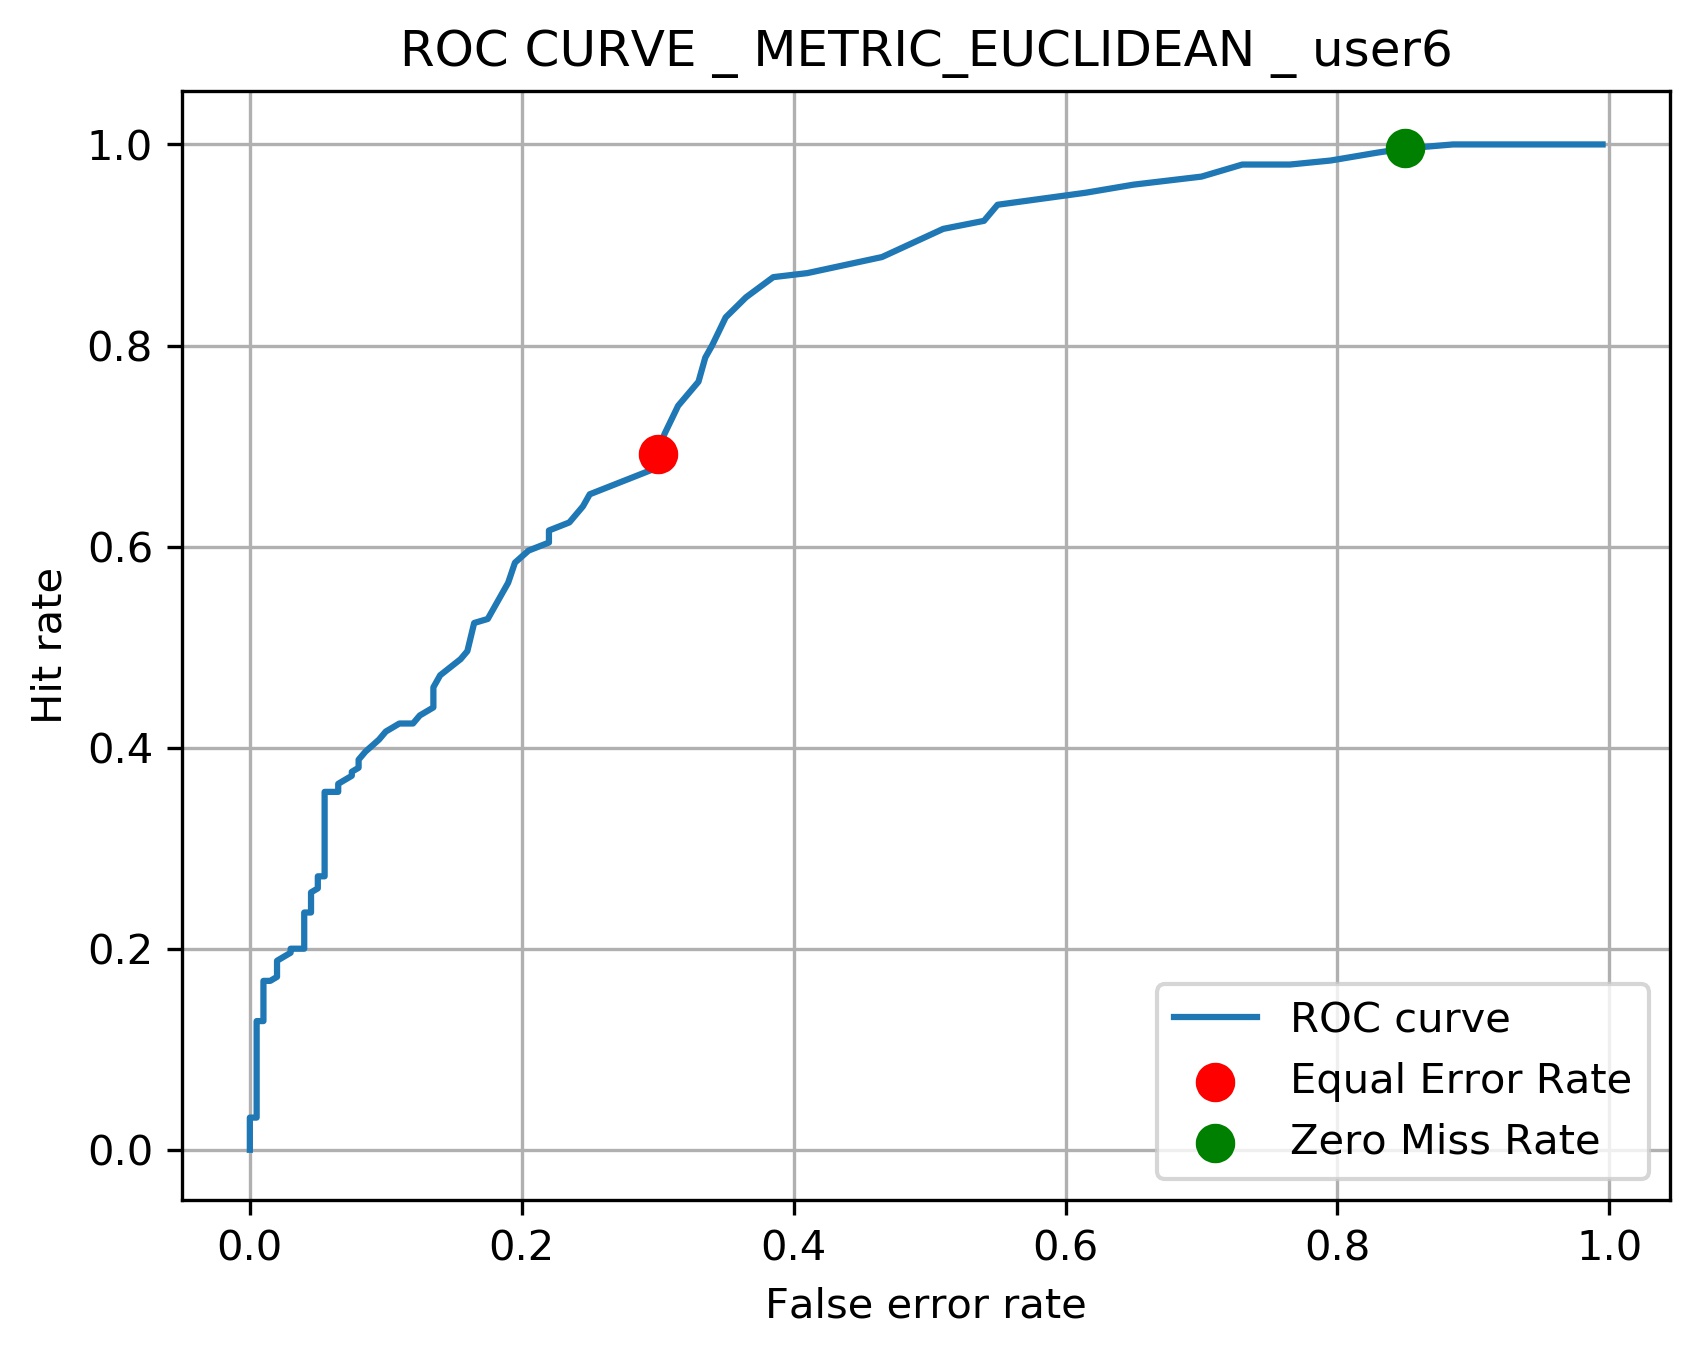 ROC CURVE _ METRIC_EUCLIDEAN _ user6
1.0
0.8
0.6
0.4
0.2
0.0
Hit rate
ROC curve
Equal Error Rate
Zero Miss Rate
0.0 0.2 0.4 0.6 0.8 1.0
False error rate